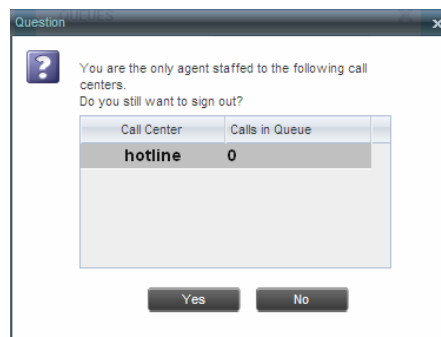 QUEUES
Question
x
?
You are the only agent staffed to the following call
centers.
Do you still want to sign out?
Call Center Calls in Queue
hotline 0
Yes No